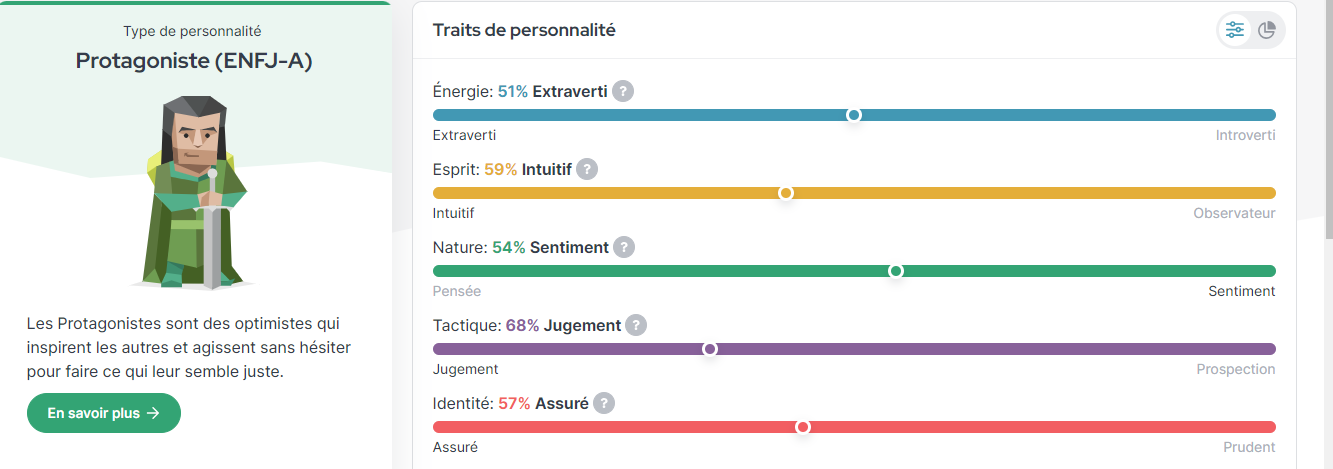 Type de personnalité
Protagoniste (ENFJ-A)
Les Protagonistes sont des optimistes qui
inspirent les autres et agissent sans hésiter
pour faire ce qui leur semble juste.
En savoir plus →
Traits de personnalité
Énergie: 51% Extraverti ?
Extraverti
Introverti
Esprit: 59% Intuitif ?
Intuitif
Observateur
Nature: 54% Sentiment ?
Pensée
Sentiment
Tactique: 68% Jugement ?
Jugement
Prospection
Identité: 57% Assuré ?
Assuré
Prudent